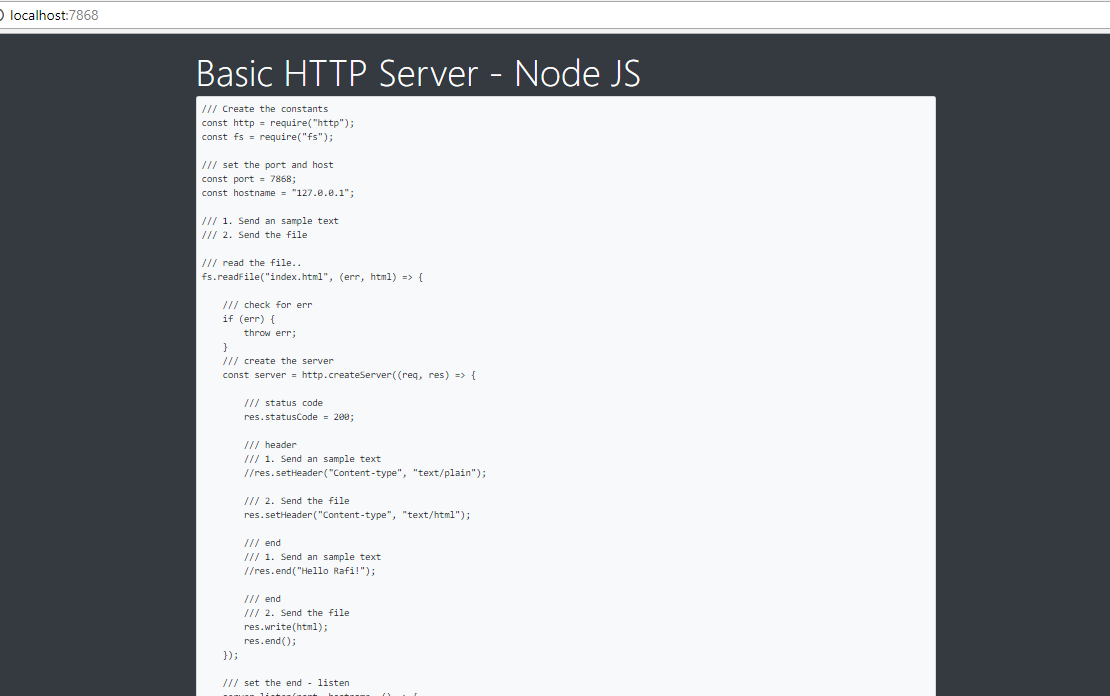 localhost:7868
Basic HTTP Server - Node JS
/// Create the constants
const http = require("http");
const fs = require("fs");
/// set the port and host
const port = 7868;
const hostname = "127.0.0.1";
/// 1. Send an sample text
/// 2. Send the file
/// read the file..
fs.readFile("index.html", (err, html) => {
/// check for err
if (err) {
throw err;
}
/// create the server
const server = http.createServer((req, res) => {
/// status code
res.statusCode = 200;
/// header
/// 1. Send an sample text
//res.setHeader("Content-type", "text/plain");
/// 2. Send the file
res.setHeader("Content-type", "text/html");
/// end
/// 1. Send an sample text
//res.end("Hello Rafi!");
/// end
/// 2. Send the file
res.write(html);
res.end();
});
/// set the end - listen
server.listen(port, hostname, () => {